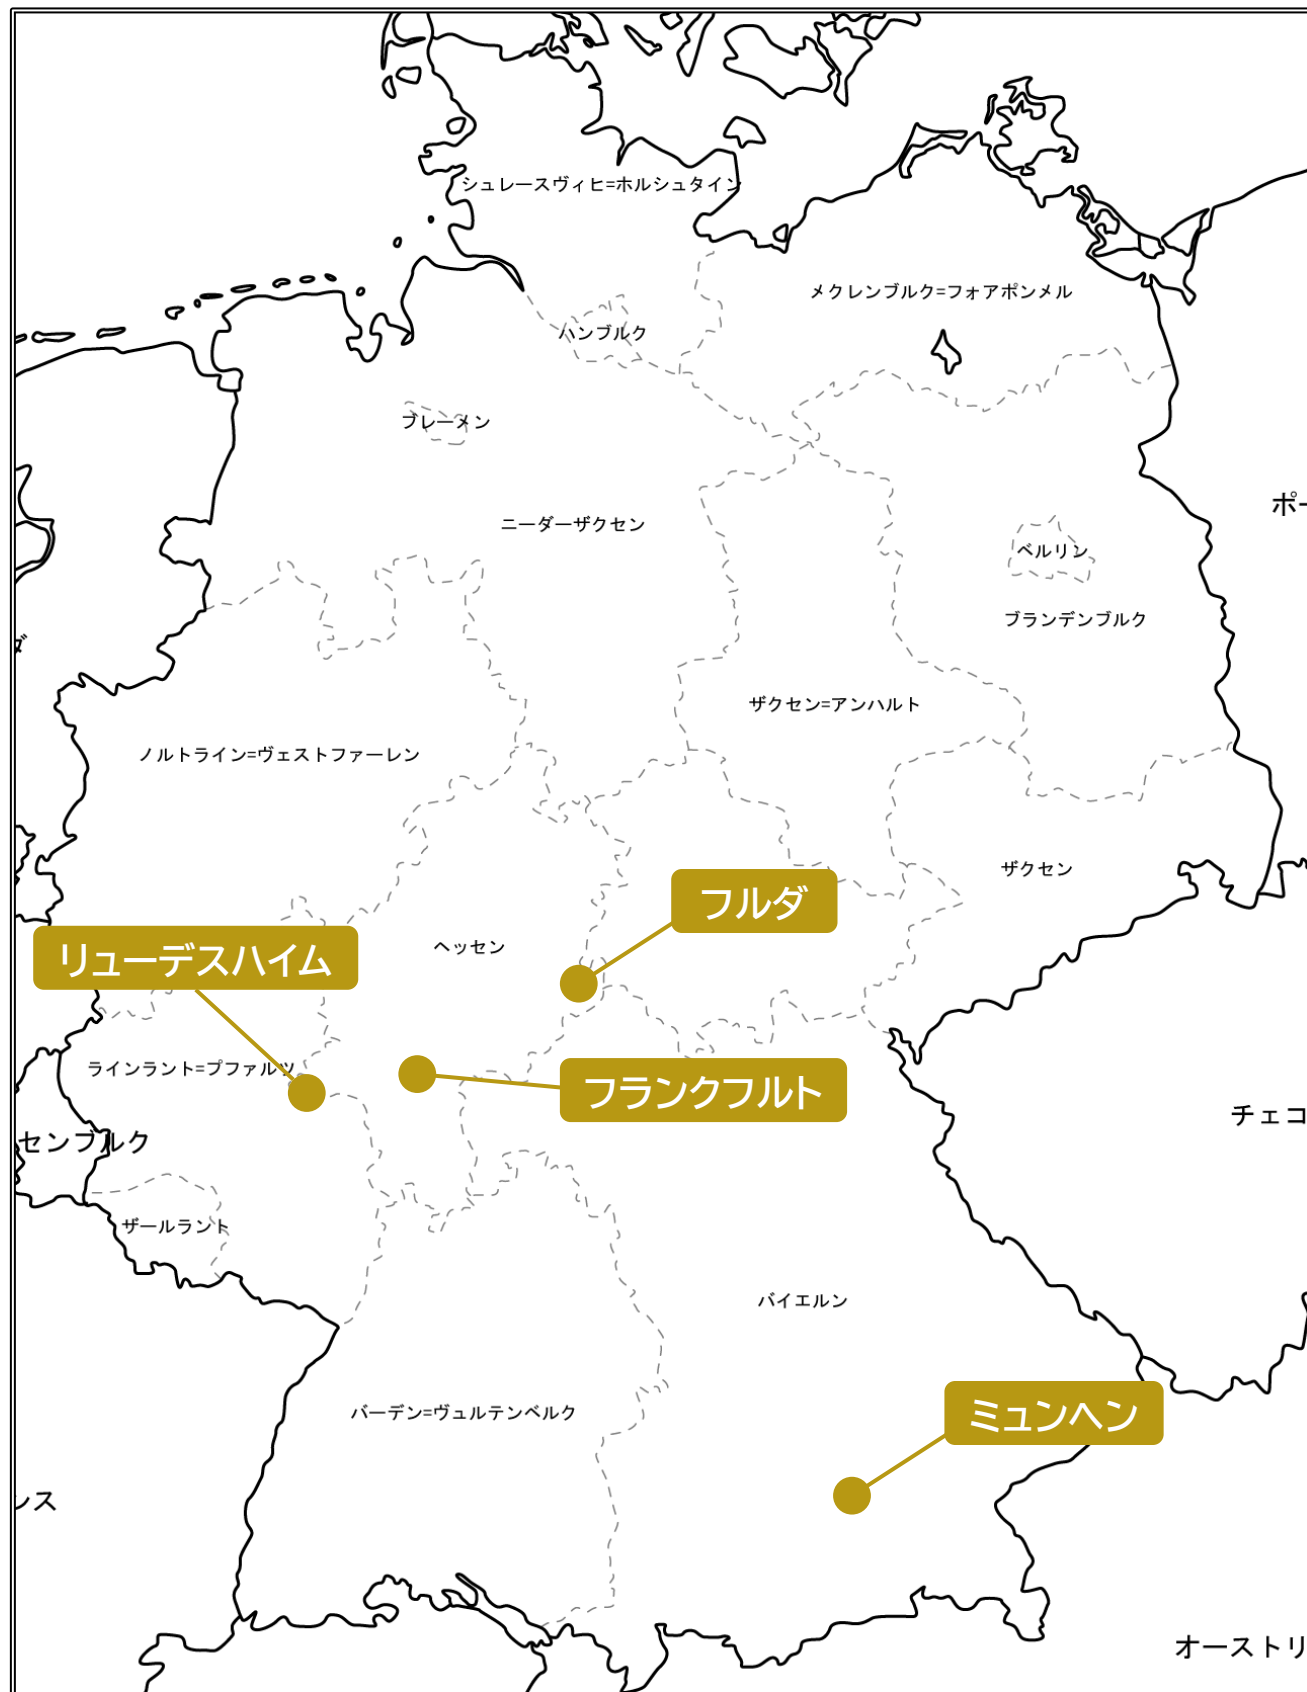 シュレースヴィヒ=ホルシュタイン
メクレンブルク=フォアポンメル
ハンブルク
ブレーメン
ポー
ニーダーザクセン
ベルリン
ブランデンブルク
ダ
ザクセン=アンハルト
ノルトライン=ヴェストファーレン
ザクセン
フルダ
ヘッセン
リューデスハイム
ラインラント=プファルツ
フランクフルト
チェコ
センブルク
ザールラント
バイエルン
バーデン=ヴュルテンベルク
ミュンヘン
ンス
オーストリ